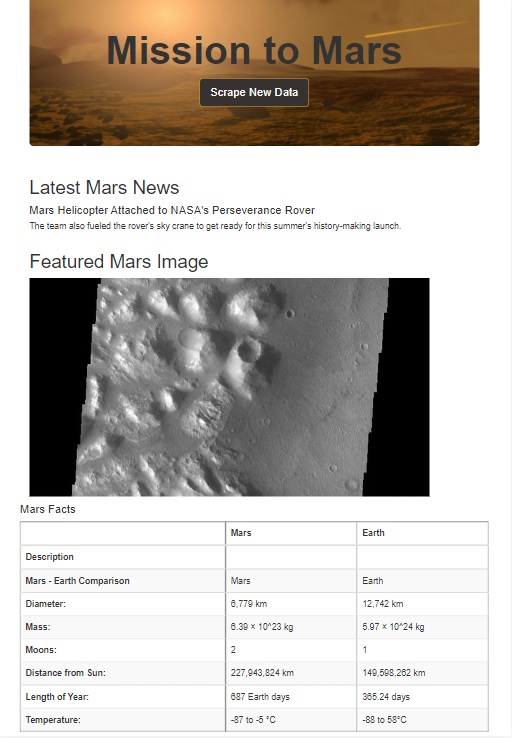 Mission to Mars
Scrape New Data
Latest Mars News
Mars Helicopter Attached to NASA's Perseverance Rover
The team also fueled the rover's sky crane to get ready for this summer's history-making launch.
Featured Mars Image
Mars Facts
Mars Earth
Description
Mars - Earth Comparison Mars Earth
Diameter: 6,779 km 12,742 km
Mass: 6.39 × 10^23 kg 5.97 × 10^24 kg
Moons: 2 1
Distance from Sun: 227,943,824 km 149,598,262 km
Length of Year: 687 Earth days 365.24 days
Temperature: -87 to -5 °C -88 to 58°C